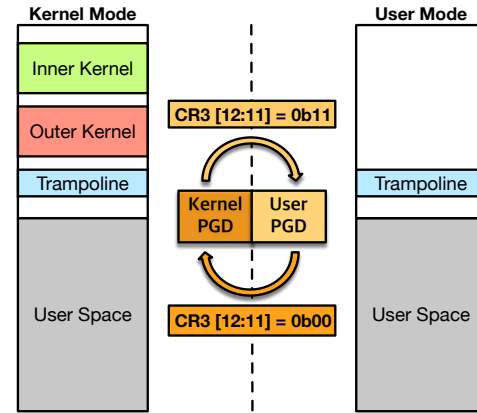 Kernel Mode
User Mode
Inner Kernel
CR3 [12:11] = 0b11
Outer Kernel
Trampoline
Trampoline
Kernel
PGD
User
PGD
User Space
CR3 [12:11] = 0b00
User Space